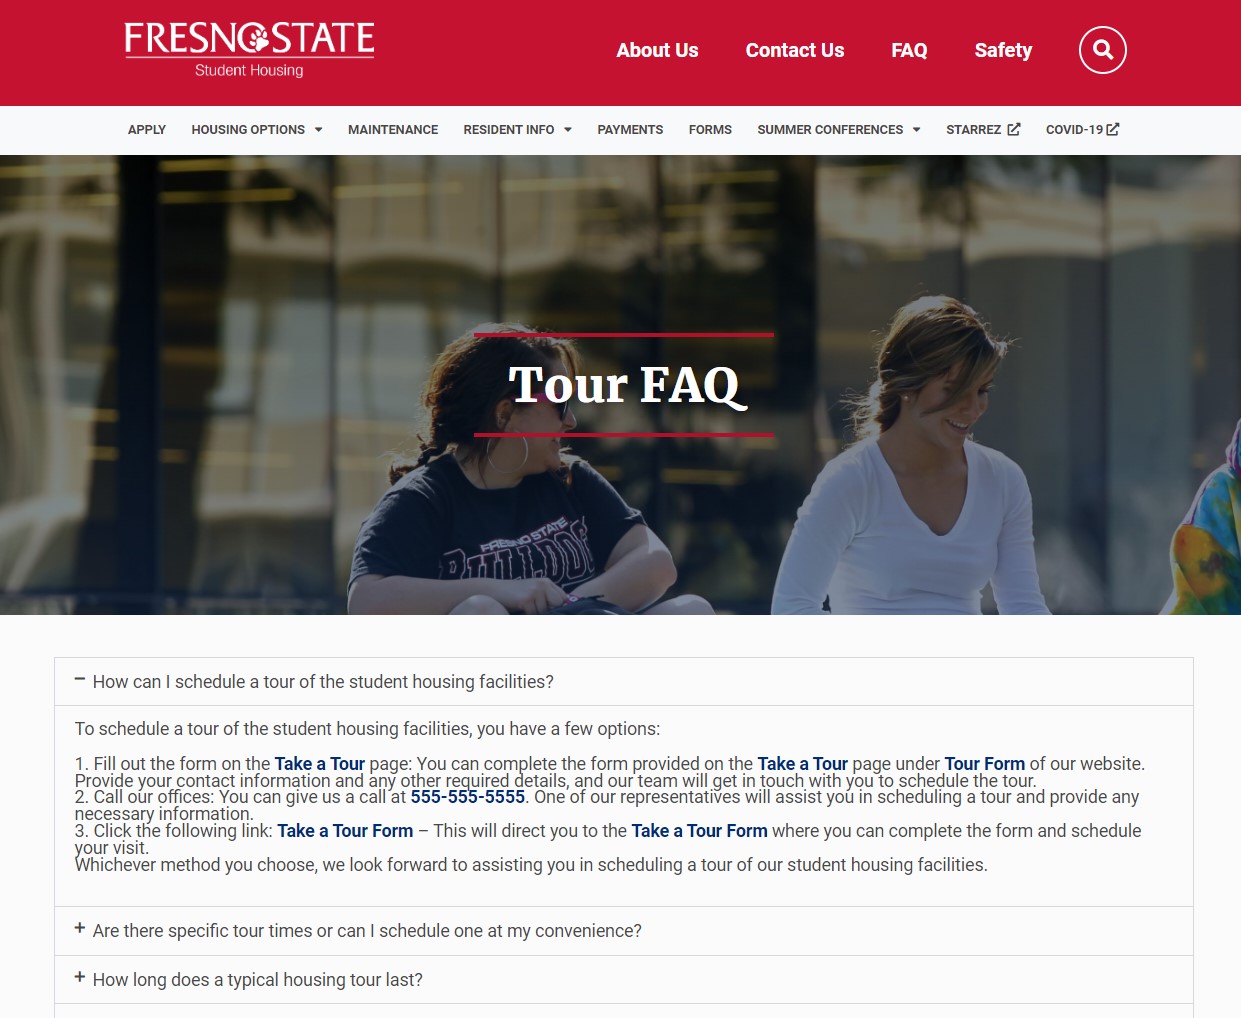 FRESNO STATE
Student Housing
About Us Contact Us FAQ Safety
APPLY HOUSING OPTIONS MAINTENANCE RESIDENT INFO PAYMENTS FORMS SUMMER CONFERENCES STARREZ COVID-19
Tour FAQ
FRESNO STATE
BULLDOG
− How can I schedule a tour of the student housing facilities?
To schedule a tour of the student housing facilities, you have a few options:
1. Fill out the form on the Take a Tour page: You can complete the form provided on the Take a Tour page under Tour Form of our website.
Provide your contact information and any other required details, and our team will get in touch with you to schedule the tour.
2. Call our offices: You can give us a call at 555-555-5555. One of our representatives will assist you in scheduling a tour and provide any
necessary information.
3. Click the following link: Take a Tour Form – This will direct you to the Take a Tour Form where you can complete the form and schedule
your visit.
Whichever method you choose, we look forward to assisting you in scheduling a tour of our student housing facilities.
+ Are there specific tour times or can I schedule one at my convenience?
+ How long does a typical housing tour last?